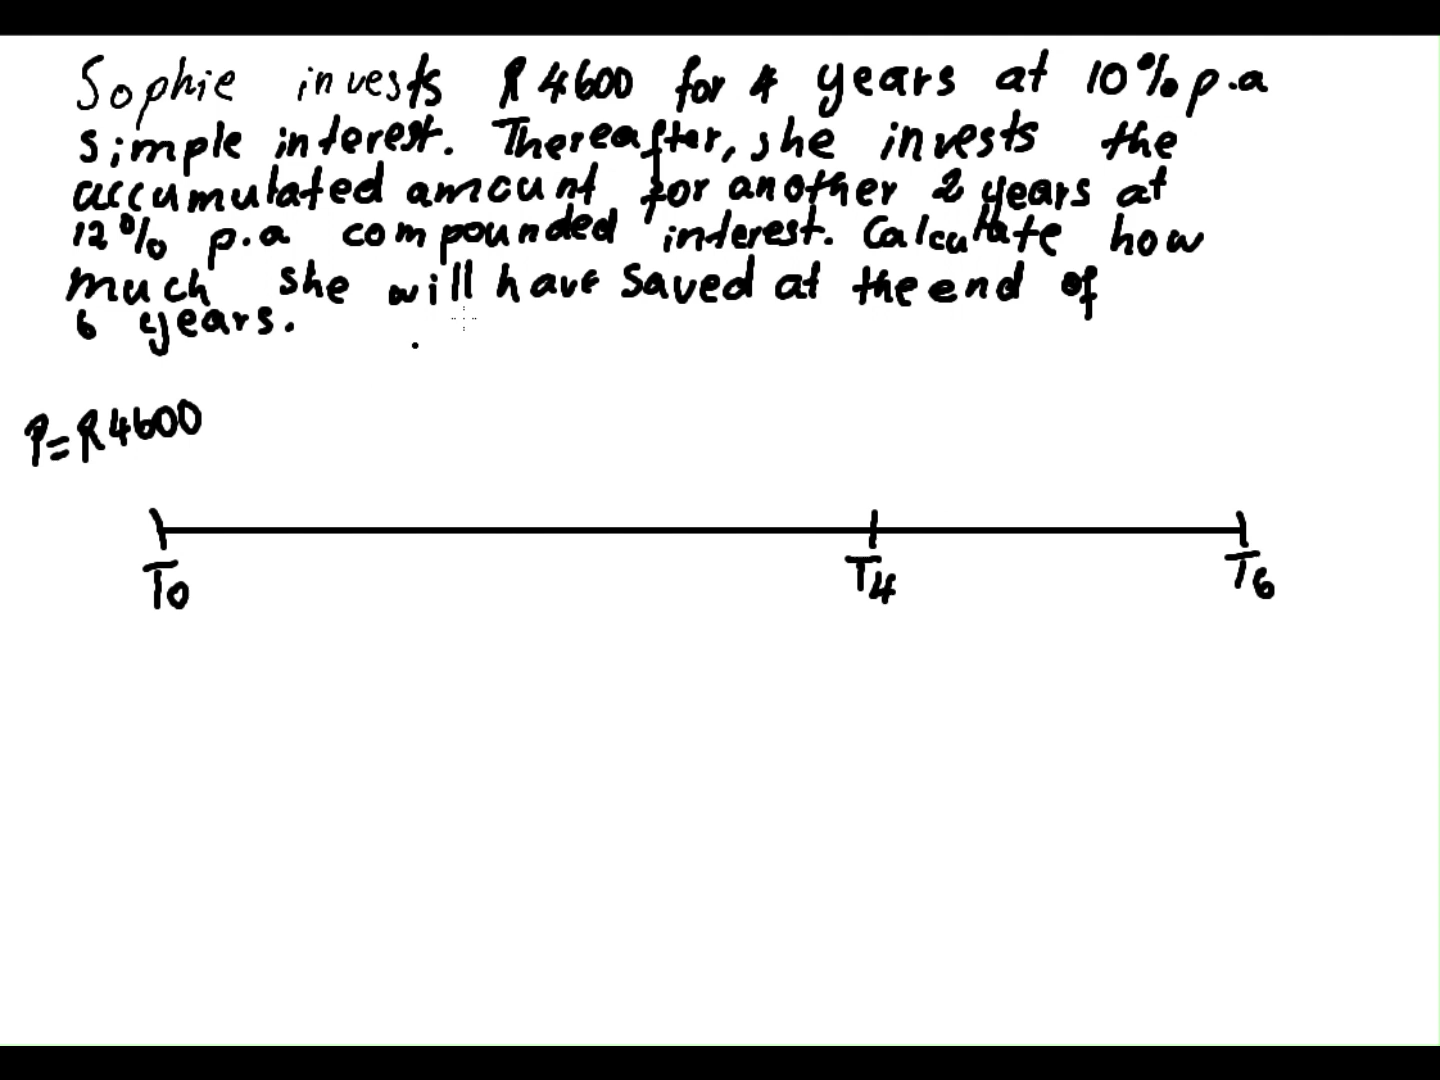 Sophie invests R4600 for 4 years at 10% p.a
simple interest. Thereafter, she invests the
accumulated amount for another 2 years at
12% p.a compounded interest. Calculate how
much she will have saved at the end of
6 years.
P=R4600
T0 T4 T6